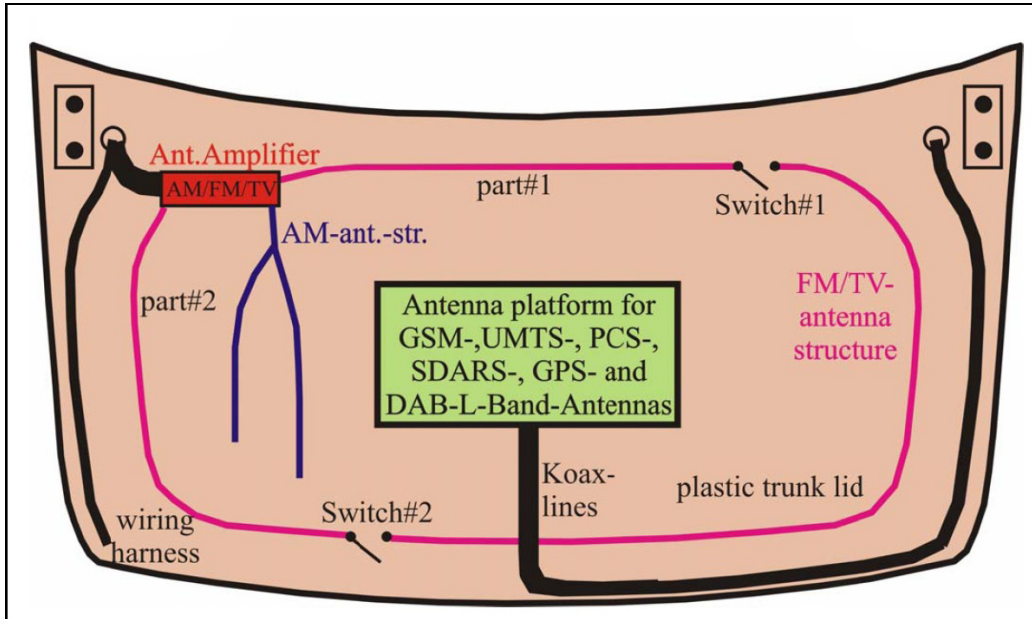 Ant.Amplifier
AM/FM/TV
part#1
Switch#1
AM-ant.-str.
part#2
Antenna platform for
GSM-,UMTS-, PCS-,
SDARS-, GPS- and
DAB-L-Band-Antennas
FM/TV-
antenna
structure
Koax-
lines
plastic trunk lid
Switch#2
wiring
harness